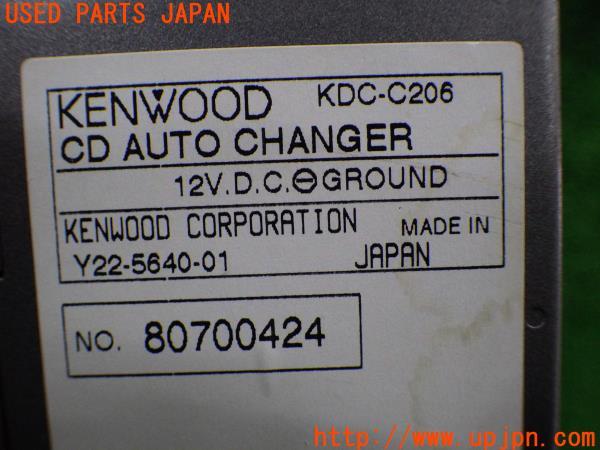 USED PARTS JAPAN
KENWOOD KDC-C206
CD AUTO CHANGER
12V.D.C.⊖GROUND
KENWOOD CORPORATION MADE IN
Y22-5640-01 JAPAN
NO. 80700424
(C)Copyright
www.upjpn.com